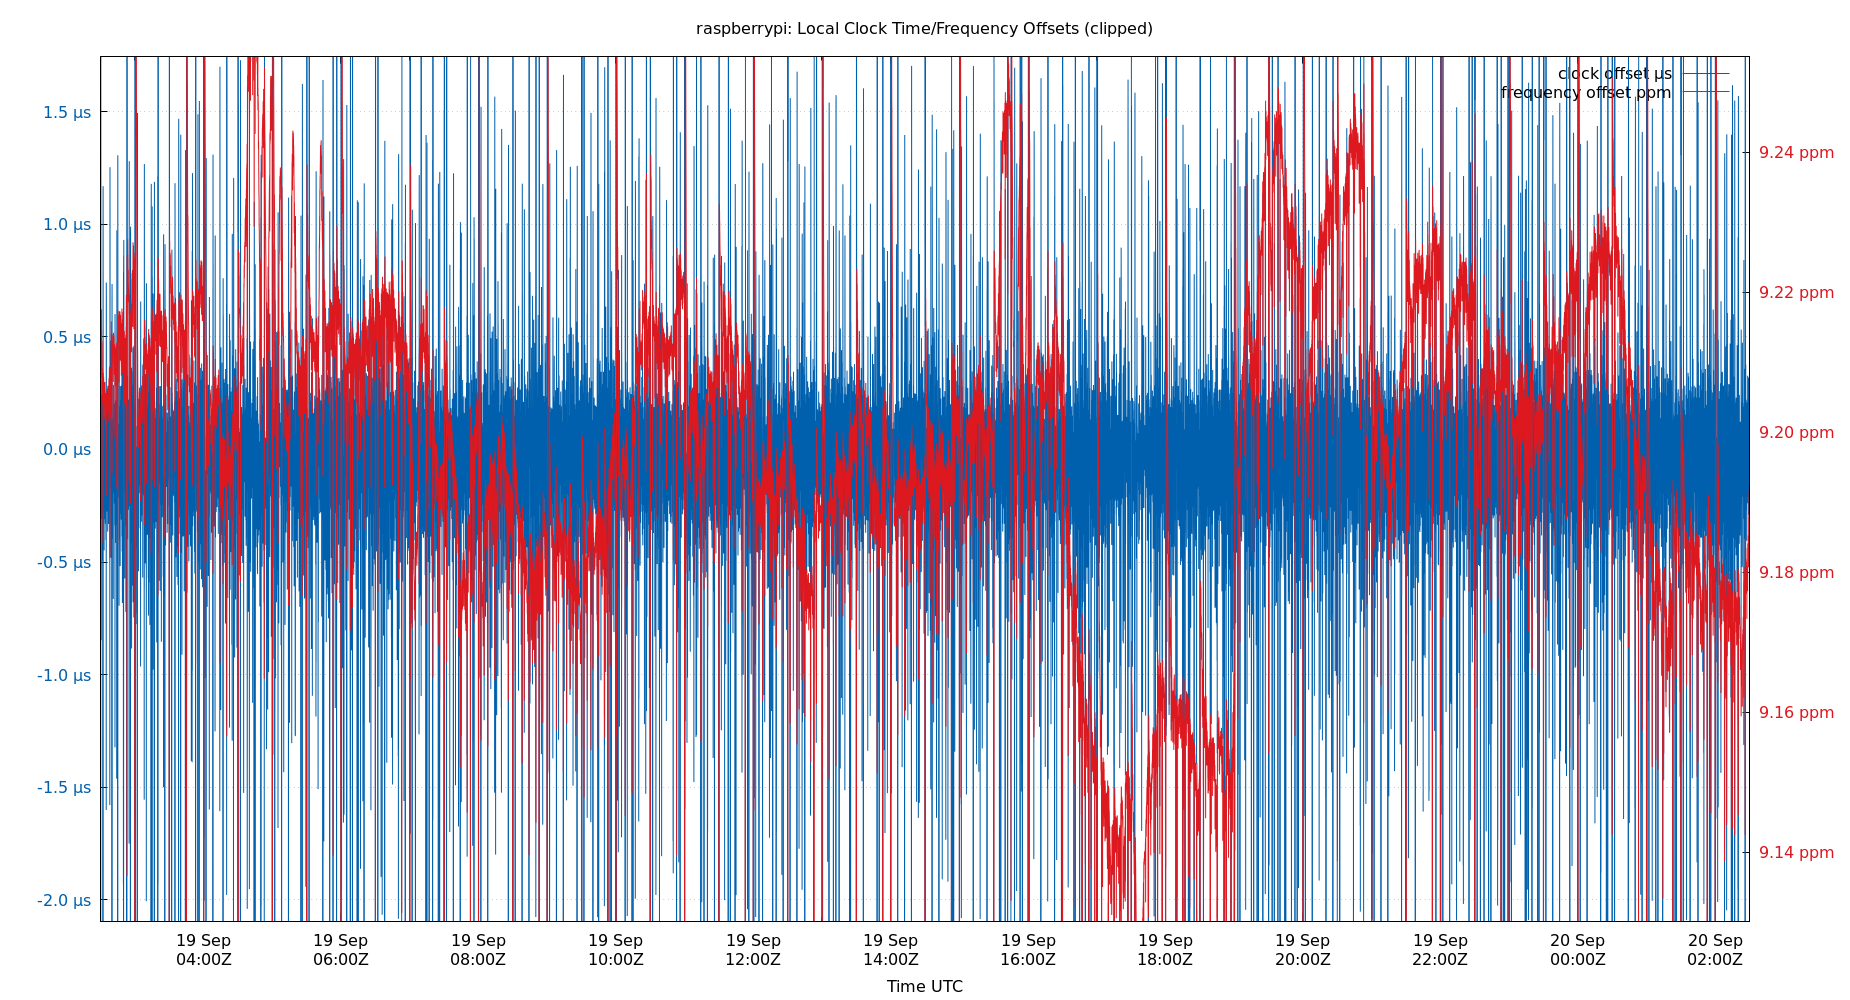 raspberrypi: Local Clock Time/Frequency Offsets (clipped)
clock offset µs
frequency offset ppm
1.5 µs
1.0 µs
0.5 µs
0.0 µs
-0.5 µs
-1.0 µs
-1.5 µs
-2.0 µs
9.24 ppm
9.22 ppm
9.20 ppm
9.18 ppm
9.16 ppm
9.14 ppm
19 Sep
04:00Z
19 Sep
06:00Z
19 Sep
08:00Z
19 Sep
10:00Z
19 Sep
12:00Z
19 Sep
14:00Z
19 Sep
16:00Z
19 Sep
18:00Z
19 Sep
20:00Z
19 Sep
22:00Z
20 Sep
00:00Z
20 Sep
02:00Z
Time UTC